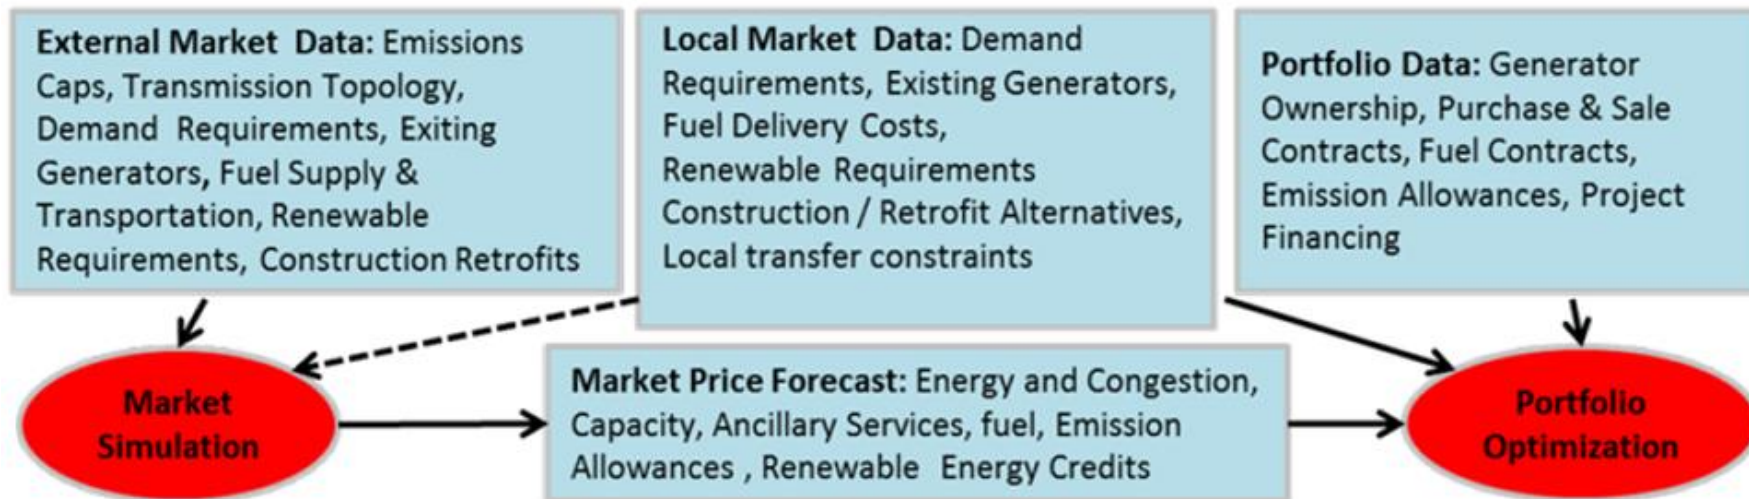 External Market Data: Emissions
Caps, Transmission Topology,
Demand Requirements, Exiting
Generators, Fuel Supply &
Transportation, Renewable
Requirements, Construction Retrofits
Local Market Data: Demand
Requirements, Existing Generators,
Fuel Delivery Costs,
Renewable Requirements
Construction / Retrofit Alternatives,
Local transfer constraints
Portfolio Data: Generator
Ownership, Purchase & Sale
Contracts, Fuel Contracts,
Emission Allowances, Project
Financing
Market
Simulation
Market Price Forecast: Energy and Congestion,
Capacity, Ancillary Services, fuel, Emission
Allowances , Renewable Energy Credits
Portfolio
Optimization